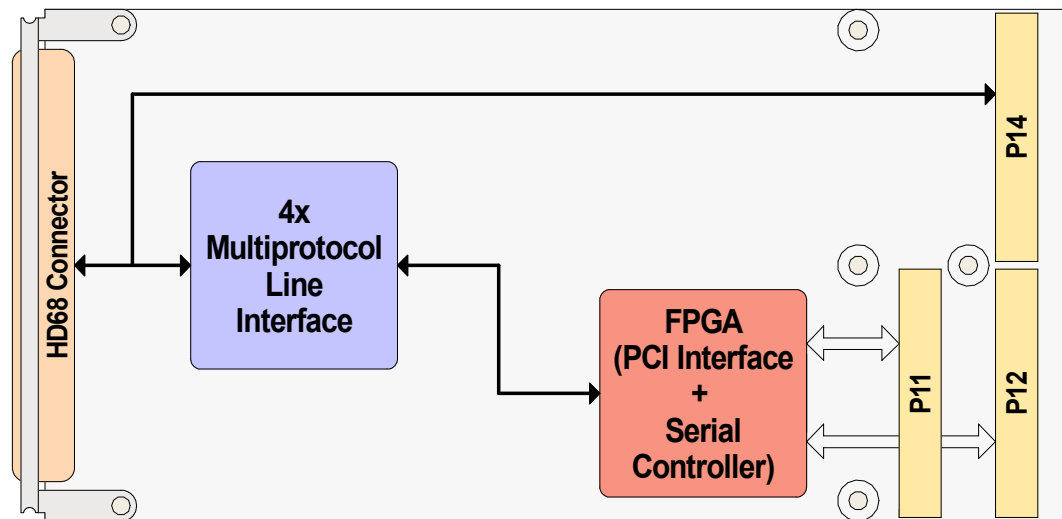 HD68 Connector
4x
Multiprotocol
Line
Interface
FPGA
(PCI Interface
+
Serial
Controller)
P14
P11
P12